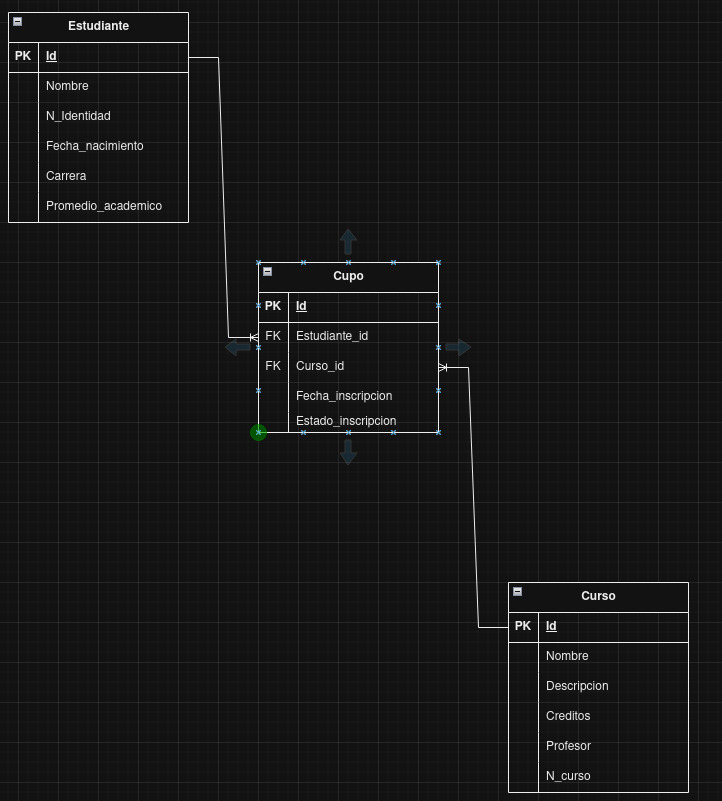 Estudiante
PK Id
Nombre
N_Identidad
Fecha_nacimiento
Carrera
Promedio_academico
Cupo
PK Id
FK Estudiante_id
FK Curso_id
Fecha_inscripcion
Estado_inscripcion
Curso
PK Id
Nombre
Descripcion
Creditos
Profesor
N_curso